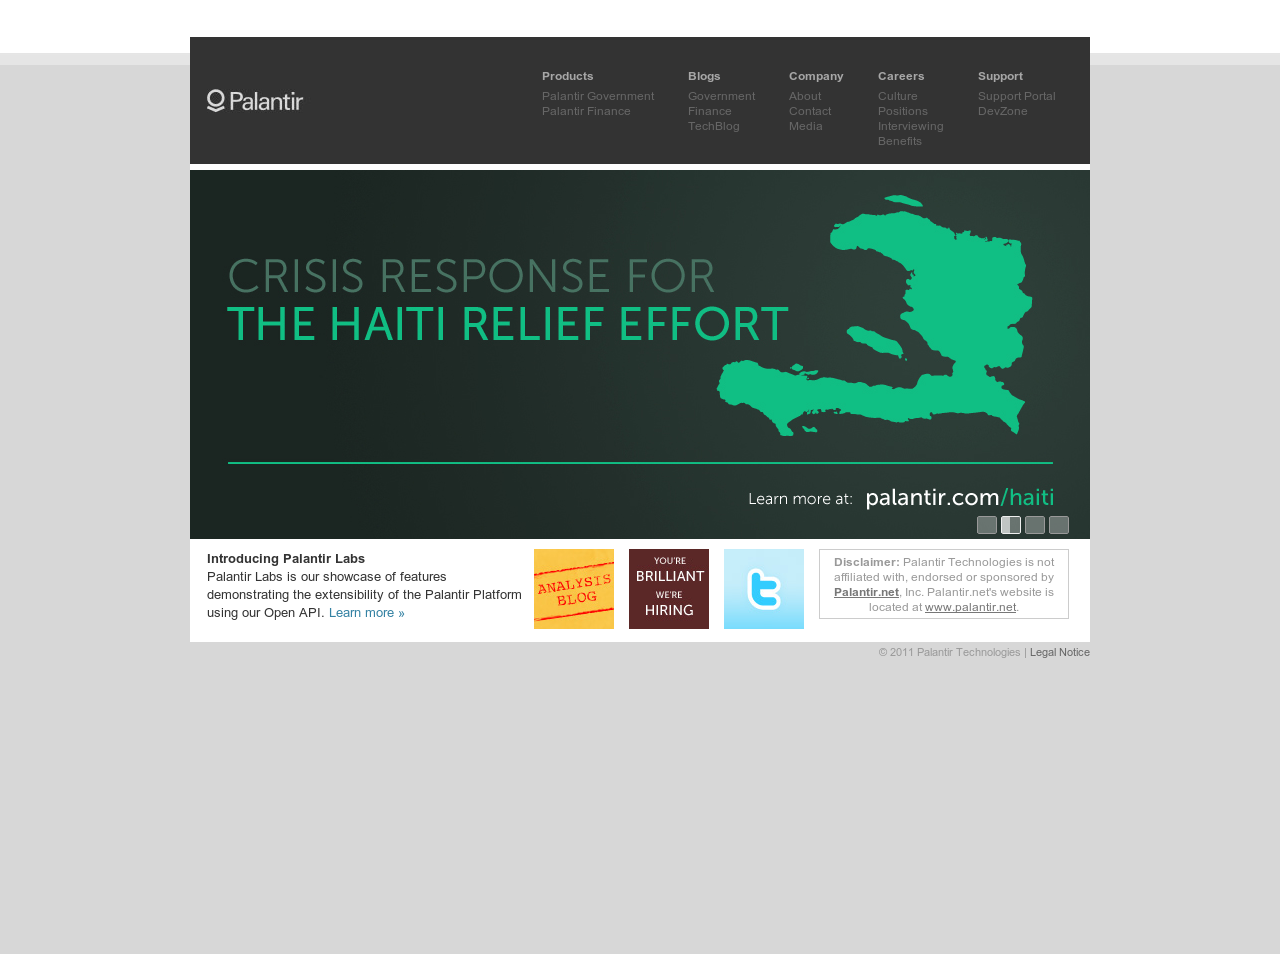 Palantir
Products
Palantir Government
Palantir Finance
Blogs
Government
Finance
TechBlog
Company
About
Contact
Media
Careers
Culture
Positions
Interviewing
Benefits
Support
Support Portal
DevZone
CRISIS RESPONSE FOR
THE HAITI RELIEF EFFORT
Learn more at: palantir.com/haiti
Introducing Palantir Labs
Palantir Labs is our showcase of features
demonstrating the extensibility of the Palantir Platform
using our Open API. Learn more »
ANALYSIS
BLOG
YOU'RE
BRILLIANT
WE'RE
HIRING
t
Disclaimer: Palantir Technologies is not
affiliated with, endorsed or sponsored by
Palantir.net, Inc. Palantir.net's website is
located at www.palantir.net.
© 2011 Palantir Technologies | Legal Notice